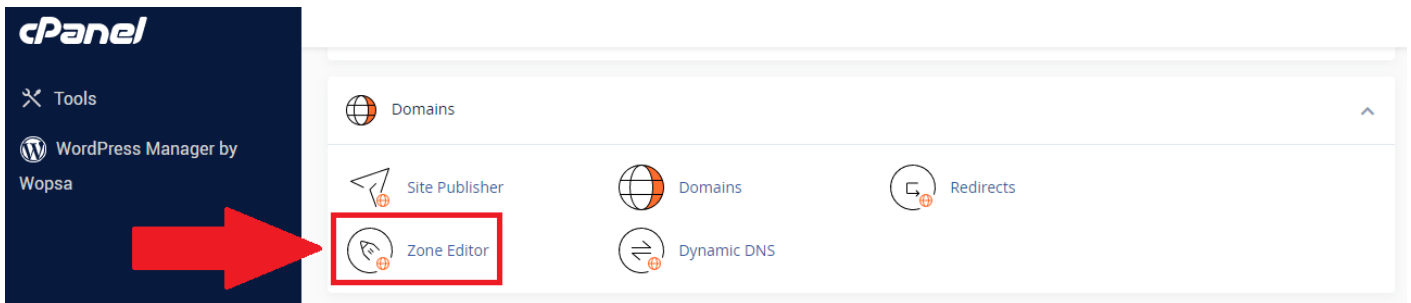 cPanel
Tools
WordPress Manager by
Wopsa
Domains
Site Publisher
Domains
Redirects
Zone Editor
Dynamic DNS